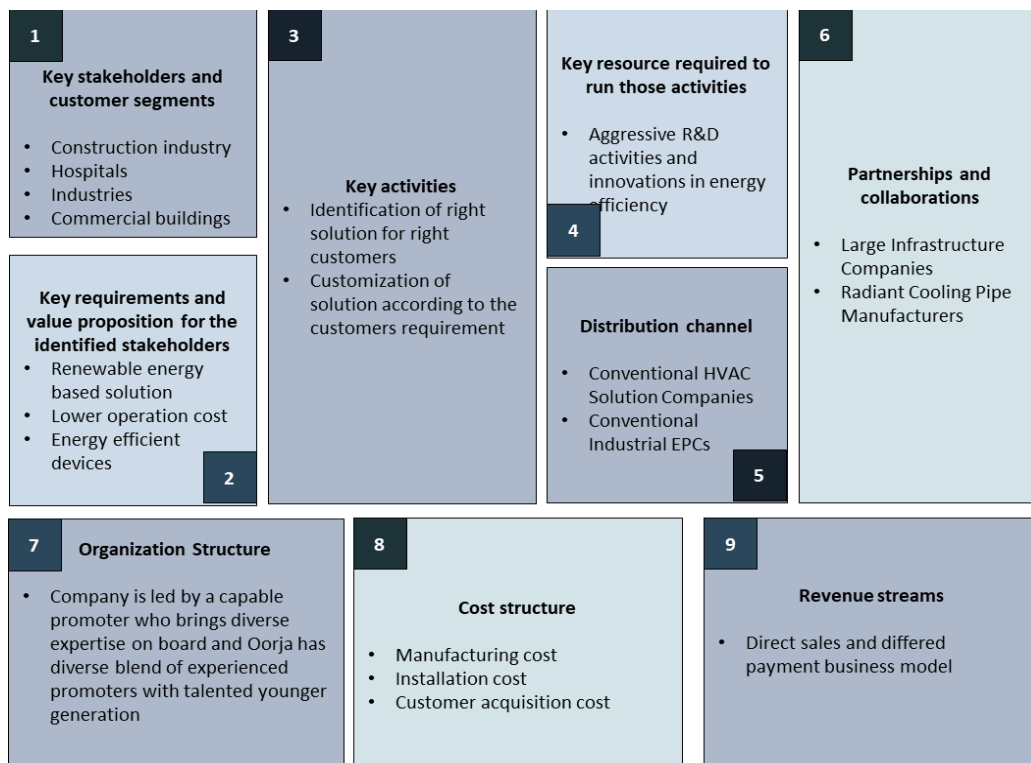 1
Key stakeholders and
customer segments
• Construction industry
• Hospitals
• Industries
• Commercial buildings
Key requirements and
value proposition for the
identified stakeholders
• Renewable energy
based solution
• Lower operation cost
• Energy efficient
devices
2
3
Key activities
• Identification of right
solution for right
customers
• Customization of
solution according to the
customers requirement
Key resource required to
run those activities
• Aggressive R&D
activities and
innovations in energy
efficiency
4
Distribution channel
• Conventional HVAC
Solution Companies
• Conventional
Industrial EPCs
5
6
Partnerships and
collaborations
• Large Infrastructure
Companies
• Radiant Cooling Pipe
Manufacturers
7
Organization Structure
• Company is led by a capable
promoter who brings diverse
expertise on board and Oorja has
diverse blend of experienced
promoters with talented younger
generation
8
Cost structure
• Manufacturing cost
• Installation cost
• Customer acquisition cost
9
Revenue streams
• Direct sales and differed
payment business model